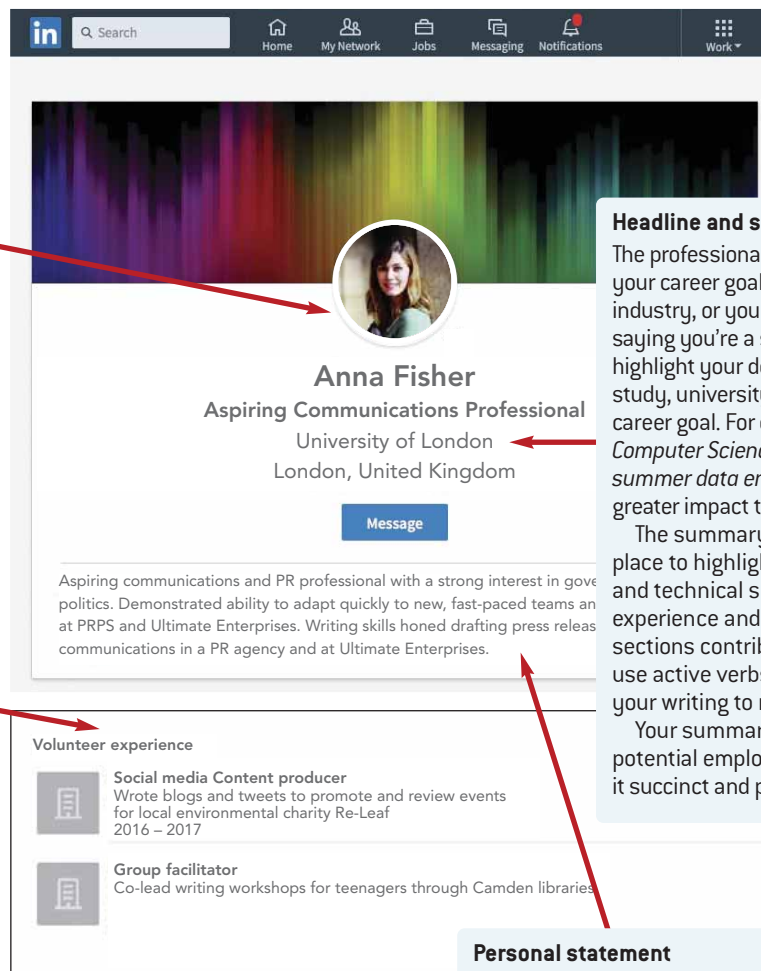 in
Search
Home
My Network
Jobs
Messaging
Notifications
Work
Anna Fisher
Aspiring Communications Professional
University of London
London, United Kingdom
Message
Aspiring communications and PR professional with a strong interest in gove
politics. Demonstrated ability to adapt quickly to new, fast-paced teams an
at PRPS and Ultimate Enterprises. Writing skills honed drafting press releas
communications in a PR agency and at Ultimate Enterprises.
Headline and s
The professiona
your career goal
industry, or you
saying you're a s
highlight your de
study, universit
career goal. For
Computer Scienc
summer data en
greater impact t
The summary
place to highligh
and technical s
experience and
sections contrib
use active verbs
your writing to
Your summar
potential emplo
it succinct and p
Volunteer experience
Social media Content producer
Wrote blogs and tweets to promote and review events
for local environmental charity Re-Leaf
2016 – 2017
Group facilitator
Co-lead writing workshops for teenagers through Camden libraries
Personal statement